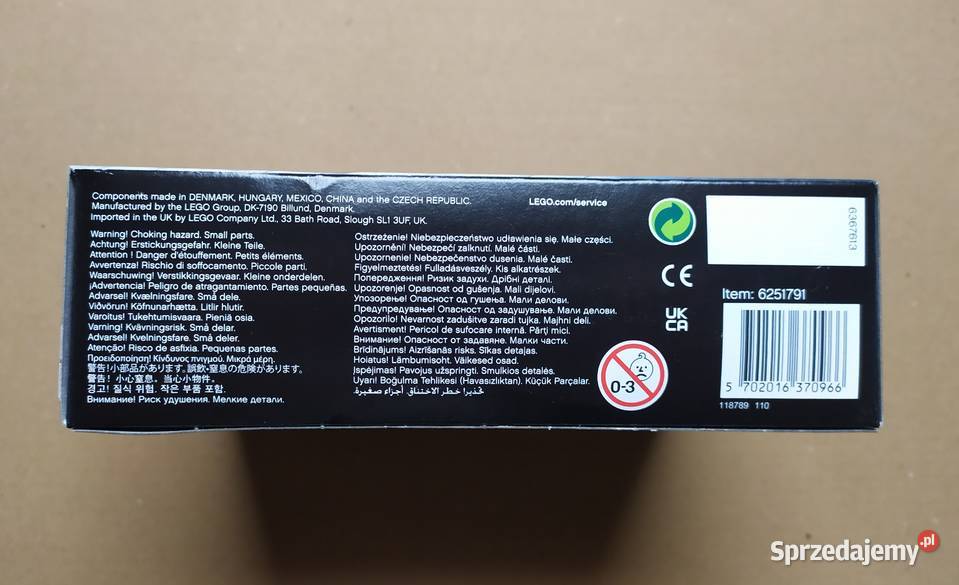 Components made in DENMARK, HUNGARY, MEXICO, CHINA and the CZECH REPUBLIC.
Manufactured by the LEGO Group, DK-7190 Billund, Denmark.
Imported in the UK by LEGO Company Ltd., 33 Bath Road, Slough SL1 3UF, UK.
LEGO.com/service
Warning! Choking hazard. Small parts.
Achtung! Erstickungsgefahr. Kleine Teile.
Attention ! Danger d'étouffement. Petits éléments.
Avvertenza! Rischio di soffocamento. Piccole parti.
Waarschuwing! Verstikkingsgevaar. Kleine onderdelen.
¡Advertencia! Peligro de atragantamiento. Partes pequeñas.
Advarsel! Kvælningsfare. Små dele.
Viðvörun! Köfnunarhætta. Litlir hlutir.
Varoitus! Tukehtumisvaara. Pieniä osia.
Varning! Kvävningsrisk. Små delar.
Advarsel! Kvelningsfare. Små deler.
Atenção! Risco de asfixia. Pequenas partes.
Προειδοποίηση! Κίνδυνος πνιγμού. Μικρά μέρη.
警告!小部品があります。誤飲、窒息の危険があります。
警告! 小心窒息。当心小物件。
경고! 질식 위험. 작은 부품 포함.
Внимание! Риск удушения. Мелкие детали.
Ostrzeżenie! Niebezpieczeństwo udławienia się. Małe części.
Upozornění! Nebezpečí zalknutí. Malé části.
Upozornenie! Nebezpečenstvo dusenia. Malé časti.
Figyelmeztetés! Fulladásveszély. Kis alkatrészek.
Попередження! Ризик задухи. Дрібні деталі.
Upozorenje! Opasnost od gušenja. Mali dijelovi.
Упозорење! Опасност од гушења. Мали делови.
Предупредување! Опасност од задушување. Мали делови.
Opozorilo! Nevarnost zadušitve zaradi tujka. Majhni deli.
Avertisment! Pericol de sufocare internă. Părți mici.
Внимание! Опасност от задавяне. Малки части.
Brīdinājums! Aizrīšanās risks. Sīkas detaļas.
Hoiatus! Lämbumisoht. Väikesed osad.
Įspėjimas! Pavojus užspringti. Smulkios detalės.
Uyarı! Boğulma Tehlikesi (Havasızlıktan). Küçük Parçalar.
تحذير! خطر الاختناق. أجزاء صغيرة.
0-3
CE
UK
CA
6367613
Item: 6251791
5 702016 370966
118789 110
Sprzedajemy.pl